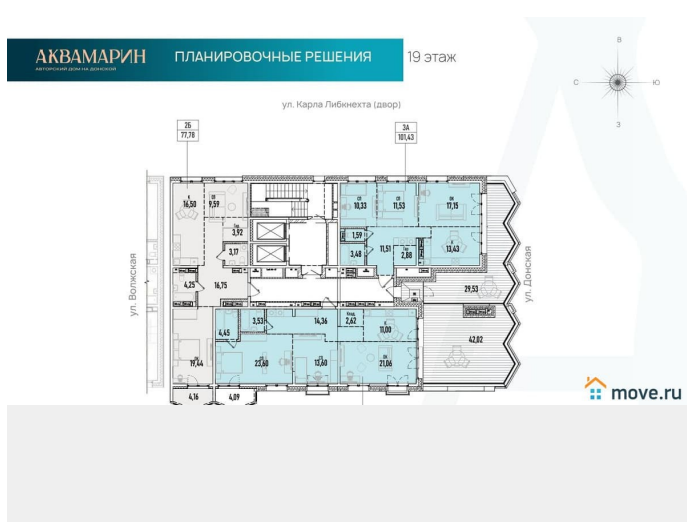 АКВАМАРИН
АВТОРСКИЙ ДОМ НА ДОНСКОЙ
ПЛАНИРОВОЧНЫЕ РЕШЕНИЯ
19 этаж
В
С
Ю
З
ул. Карла Либкнехта (двор)
2Б
77,78
3А
101,43
ул. Волжская
ул. Донская
16,50
9,59
3,92
3,17
4,25
16,75
19,44
4,16
4,09
10,33
11,53
17,15
1,59
3,48
11,51
2,88
13,43
29,53
42,02
4,45
3,53
14,36
2,62
11,00
23,60
13,60
21,06
move.ru